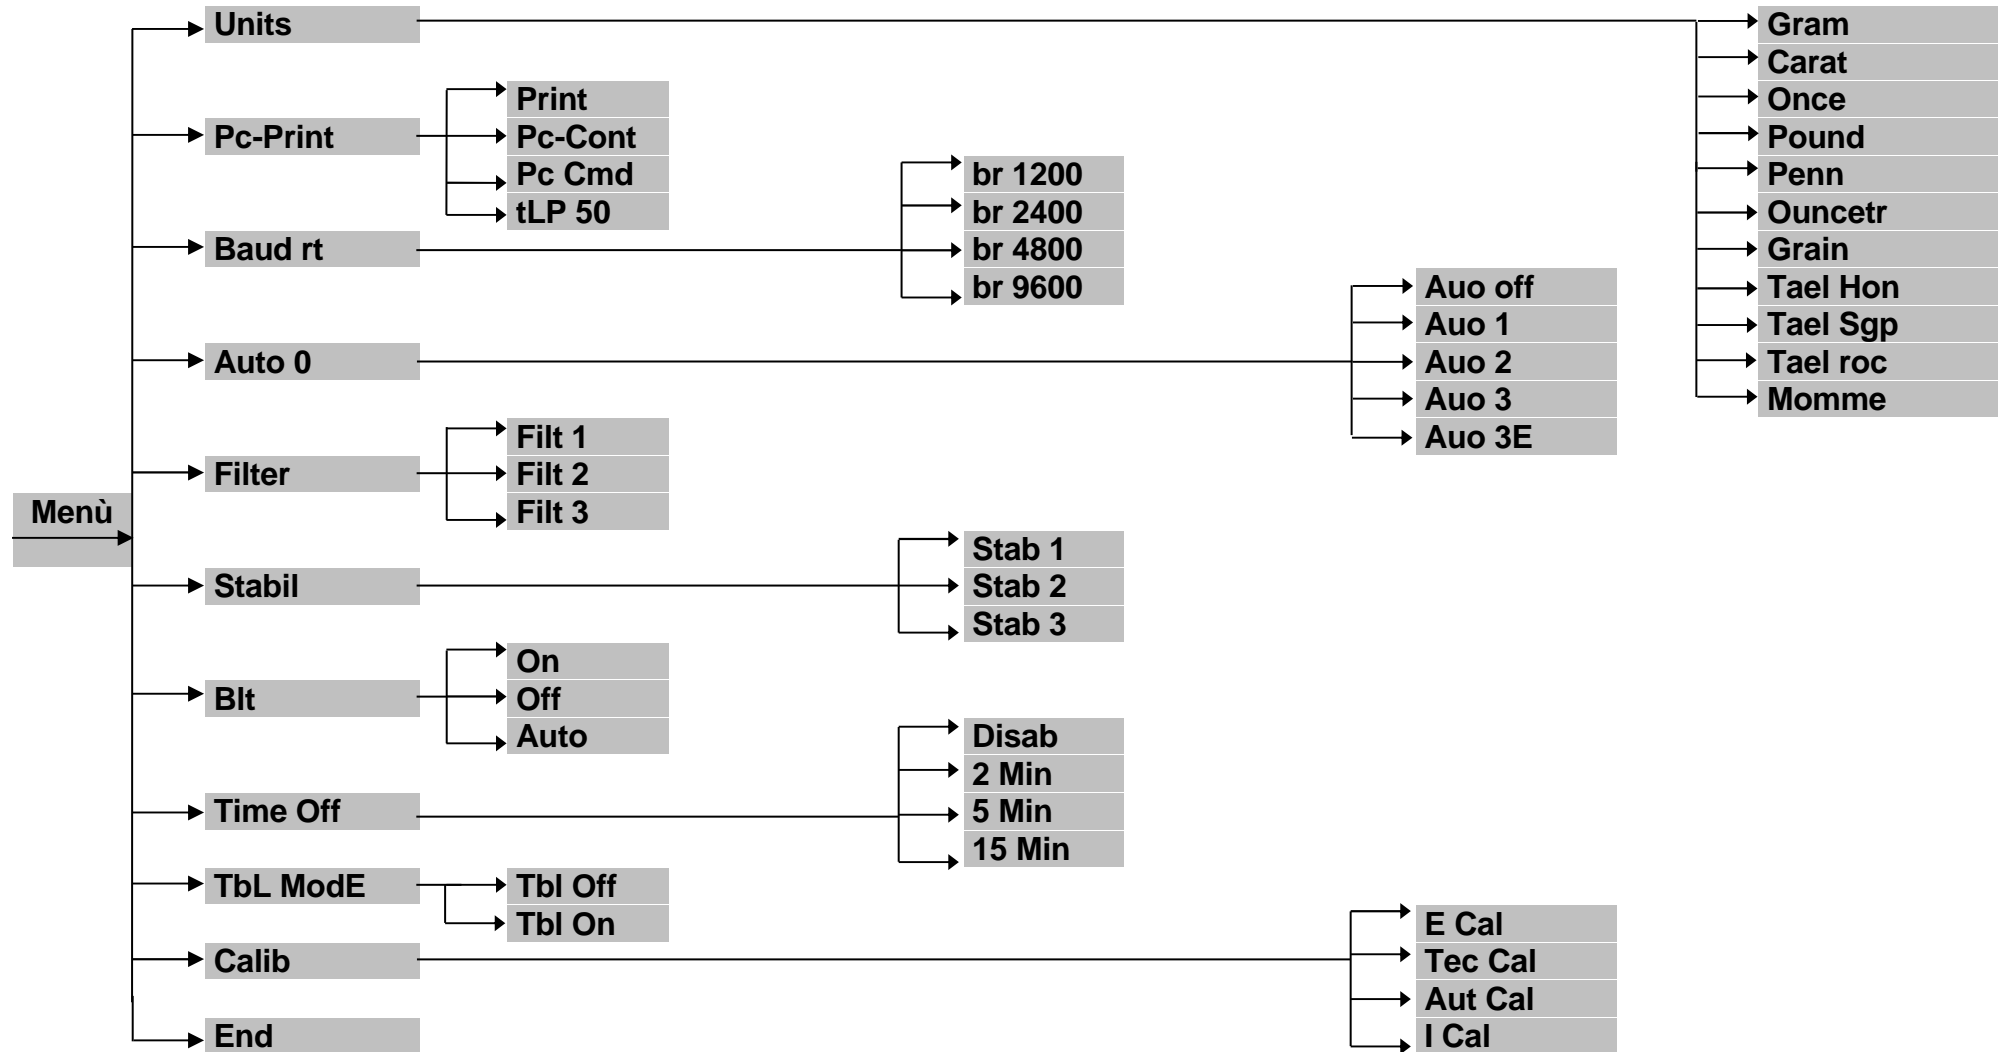 Menù
Units
Gram
Carat
Once
Pound
Penn
Ouncetr
Grain
Tael Hon
Tael Sgp
Tael roc
Momme
Pc-Print
Print
Pc-Cont
Pc Cmd
tLP 50
Baud rt
br 1200
br 2400
br 4800
br 9600
Auto 0
Auo off
Auo 1
Auo 2
Auo 3
Auo 3E
Filter
Filt 1
Filt 2
Filt 3
Stabil
Stab 1
Stab 2
Stab 3
Blt
On
Off
Auto
Time Off
Disab
2 Min
5 Min
15 Min
TbL ModE
Tbl Off
Tbl On
Calib
E Cal
Tec Cal
Aut Cal
I Cal
End